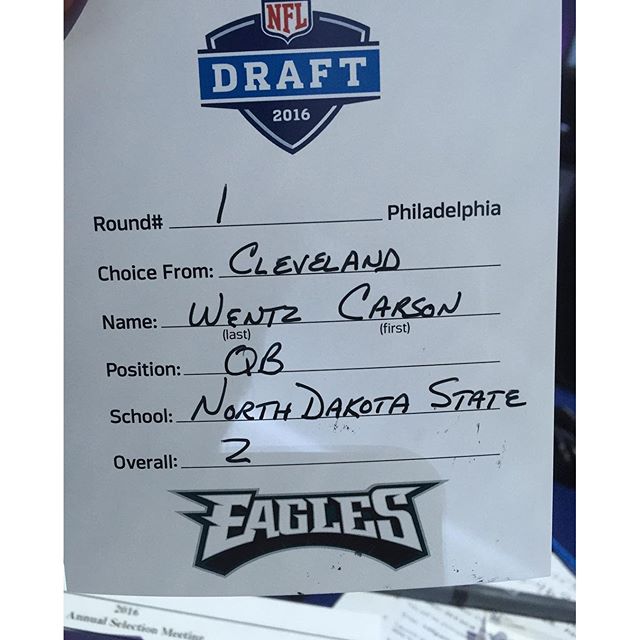 NFL
DRAFT
2016
Round# 1 Philadelphia
Choice From: CLEVELAND
Name: WENTZ CARSON
(last) (first)
Position: QB
School: NORTH DAKOTA STATE
Overall: 2
EAGLES
2016
Annual Selection Meeting